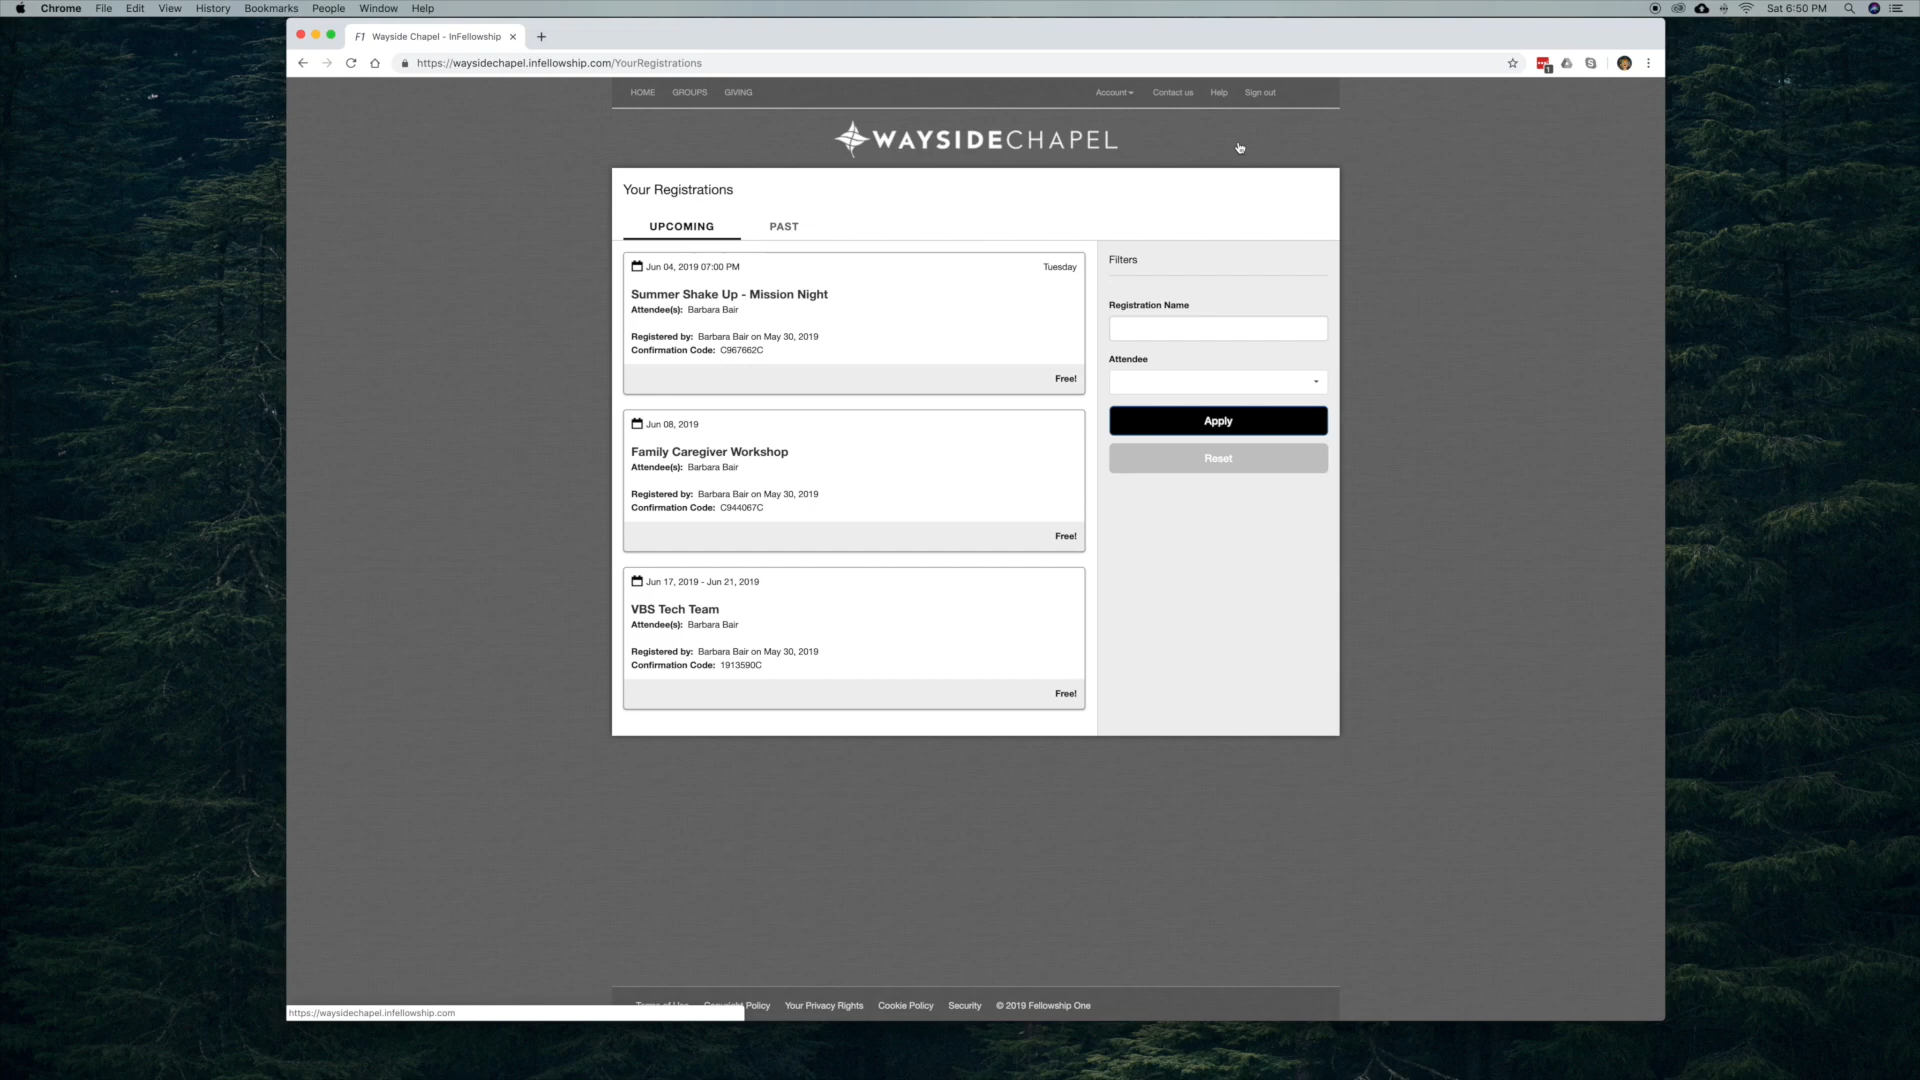 Chrome File Edit View History Bookmarks People Window Help
Sat 6:50 PM
F1 Wayside Chapel - InFellowship
https://waysidechapel.infellowship.com/YourRegistrations
1
HOME GROUPS GIVING
Account Contact us Help Sign out
WAYSIDECHAPEL
Your Registrations
UPCOMING PAST
Jun 04, 2019 07:00 PM Tuesday
Summer Shake Up - Mission Night
Attendee(s): Barbara Bair
Registered by: Barbara Bair on May 30, 2019
Confirmation Code: C967662C
Free!
Jun 08, 2019
Family Caregiver Workshop
Attendee(s): Barbara Bair
Registered by: Barbara Bair on May 30, 2019
Confirmation Code: C944067C
Free!
Jun 17, 2019 - Jun 21, 2019
VBS Tech Team
Attendee(s): Barbara Bair
Registered by: Barbara Bair on May 30, 2019
Confirmation Code: 1913590C
Free!
Filters
Registration Name
Attendee
Apply
Reset
Terms of Use Copyright Policy Your Privacy Rights Cookie Policy Security © 2019 Fellowship One
https://waysidechapel.infellowship.com